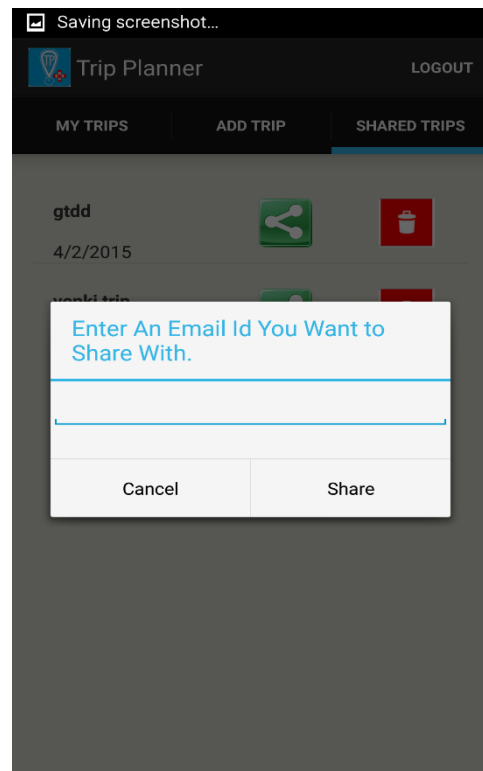 Saving screenshot...
Trip Planner
LOGOUT
MY TRIPS
ADD TRIP
SHARED TRIPS
gtdd
4/2/2015
Enter An Email Id You Want to
Share With.
Cancel
Share